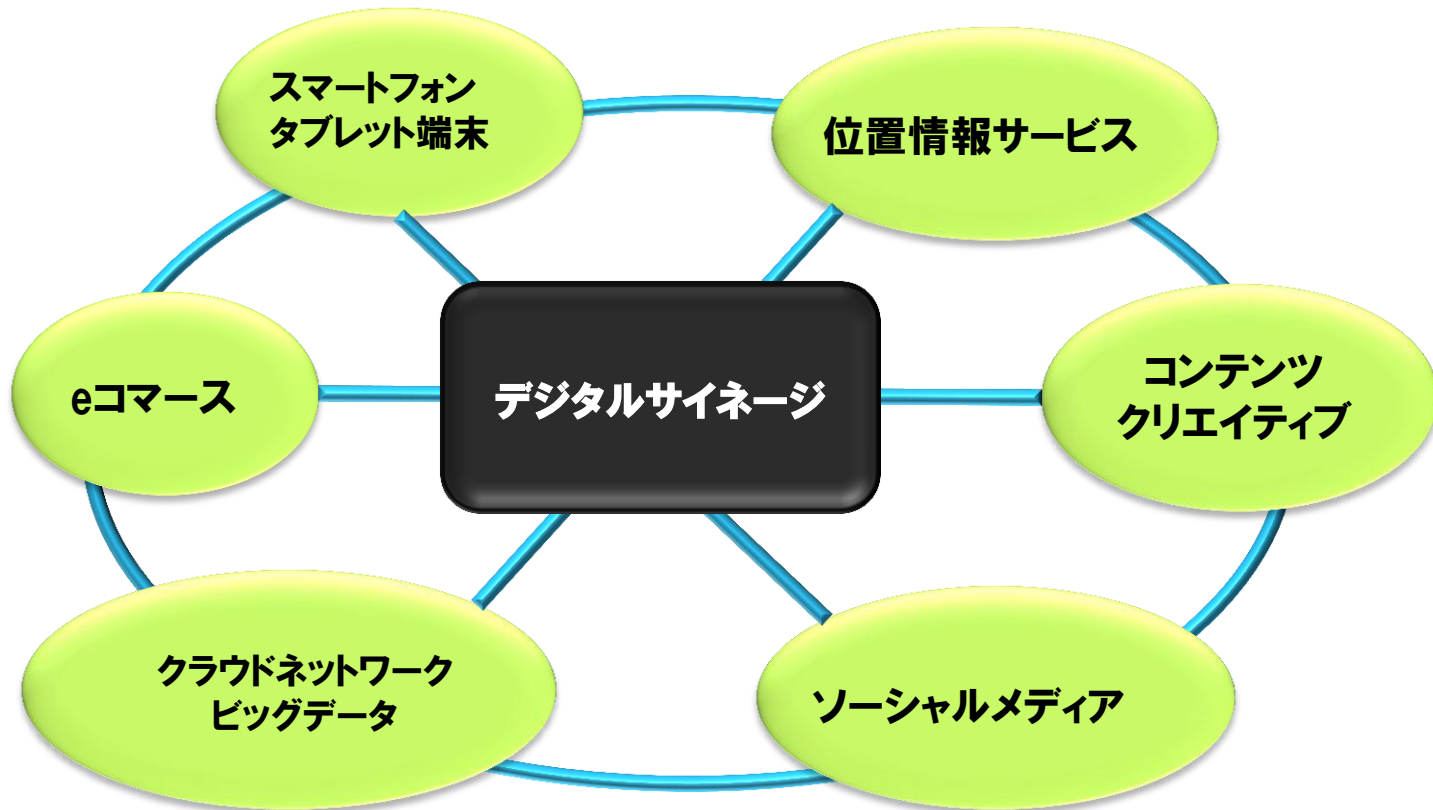 スマートフォン
タブレット端末
位置情報サービス
eコマース
デジタルサイネージ
コンテンツ
クリエイティブ
クラウドネットワーク
ビッグデータ
ソーシャルメディア